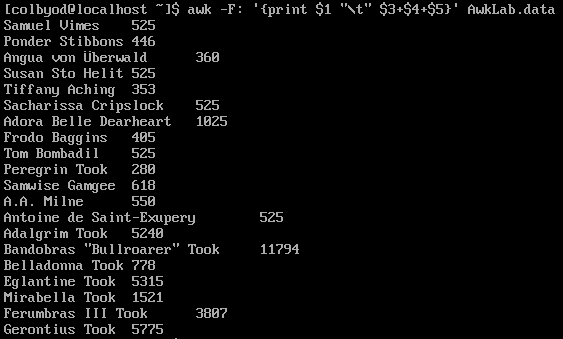 [colbyod@localhost ~]$ awk -F: '{print $1 "\t" $3+$4+$5}' AwkLab.data
Samuel Vimes    525
Ponder Stibbons 446
Angua von Überwald      360
Susan Sto Helit 525
Tiffany Aching  353
Sacharissa Cripslock    525
Adora Belle Dearheart   1025
Frodo Baggins   405
Tom Bombadil    525
Peregrin Took   280
Samwise Gamgee  618
A.A. Milne      550
Antoine de Saint-Exupery        525
Adalgrim Took   5240
Bandobras "Bullroarer" Took     11794
Belladonna Took 778
Eglantine Took  5315
Mirabella Took  1521
Ferumbras III Took      3807
Gerontius Took  5775